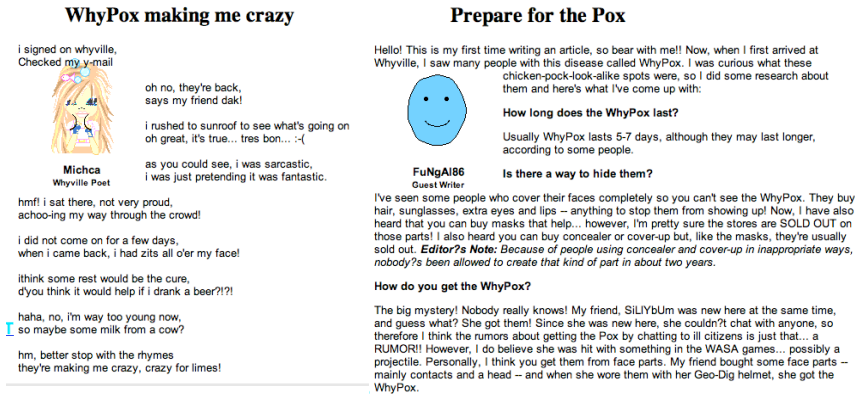 WhyPox making me crazy
i signed on whyville,
Checked my y-mail
oh no, they're back,
says my friend dak!
i rushed to sunroof to see what's going on
oh great, it's true... tres bon... :-(
as you could see, i was sarcastic,
i was just pretending it was fantastic.
Michca
Whyville Poet
hmf! i sat there, not very proud,
achoo-ing my way through the crowd!
i did not come on for a few days,
when i came back, i had zits all o'er my face!
ithink some rest would be the cure,
d'you think it would help if i drank a beer?!?!
haha, no, i'm way too young now,
so maybe some milk from a cow?
hm, better stop with the rhymes
they're making me crazy, crazy for limes!
T
Prepare for the Pox
Hello! This is my first time writing an article, so bear with me!! Now, when I first arrived at
Whyville, I saw many people with this disease called WhyPox. I was curious what these
chicken-pock-look-alike spots were, so I did some research about
them and here's what I've come up with:
How long does the WhyPox last?
Usually WhyPox lasts 5-7 days, although they may last longer,
according to some people.
Is there a way to hide them?
FuNgAl86
Guest Writer
I've seen some people who cover their faces completely so you can't see the WhyPox. They buy
hair, sunglasses, extra eyes and lips -- anything to stop them from showing up! Now, I have also
heard that you can buy masks that help... however, I'm pretty sure the stores are SOLD OUT on
those parts! I also heard you can buy concealer or cover-up but, like the masks, they're usually
sold out. Editor?s Note: Because of people using concealer and cover-up in inappropriate ways,
nobody?s been allowed to create that kind of part in about two years.
How do you get the WhyPox?
The big mystery! Nobody really knows! My friend, SiLlYbUm was new here at the same time,
and guess what? She got them! Since she was new here, she couldn?t chat with anyone, so
therefore I think the rumors about getting the Pox by chatting to ill citizens is just that... a
RUMOR!! However, I do believe she was hit with something in the WASA games... possibly a
projectile. Personally, I think you get them from face parts. My friend bought some face parts --
mainly contacts and a head -- and when she wore them with her Geo-Dig helmet, she got the
WhyPox.